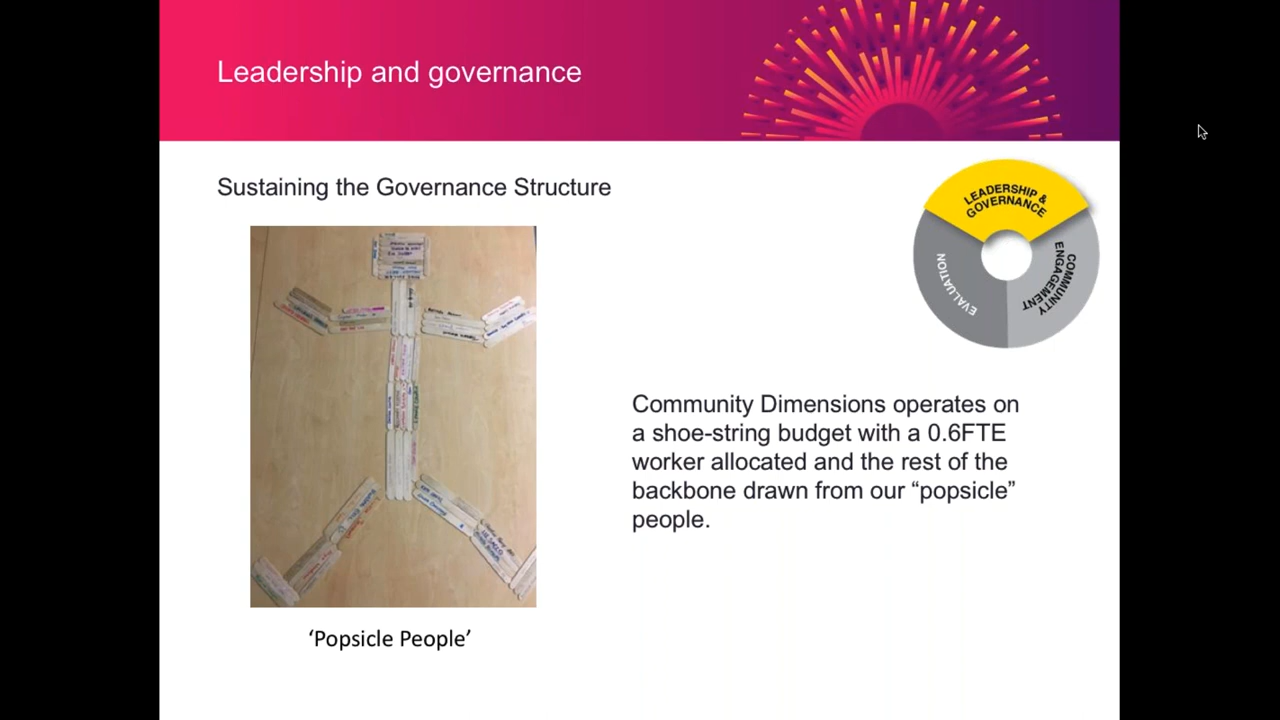 Leadership and governance
Sustaining the Governance Structure
LEADERSHIP &
GOVERNANCE
COMMUNITY
ENGAGEMENT
EVALUATION
Community Dimensions operates on
a shoe-string budget with a 0.6FTE
worker allocated and the rest of the
backbone drawn from our “popsicle”
people.
‘Popsicle People’